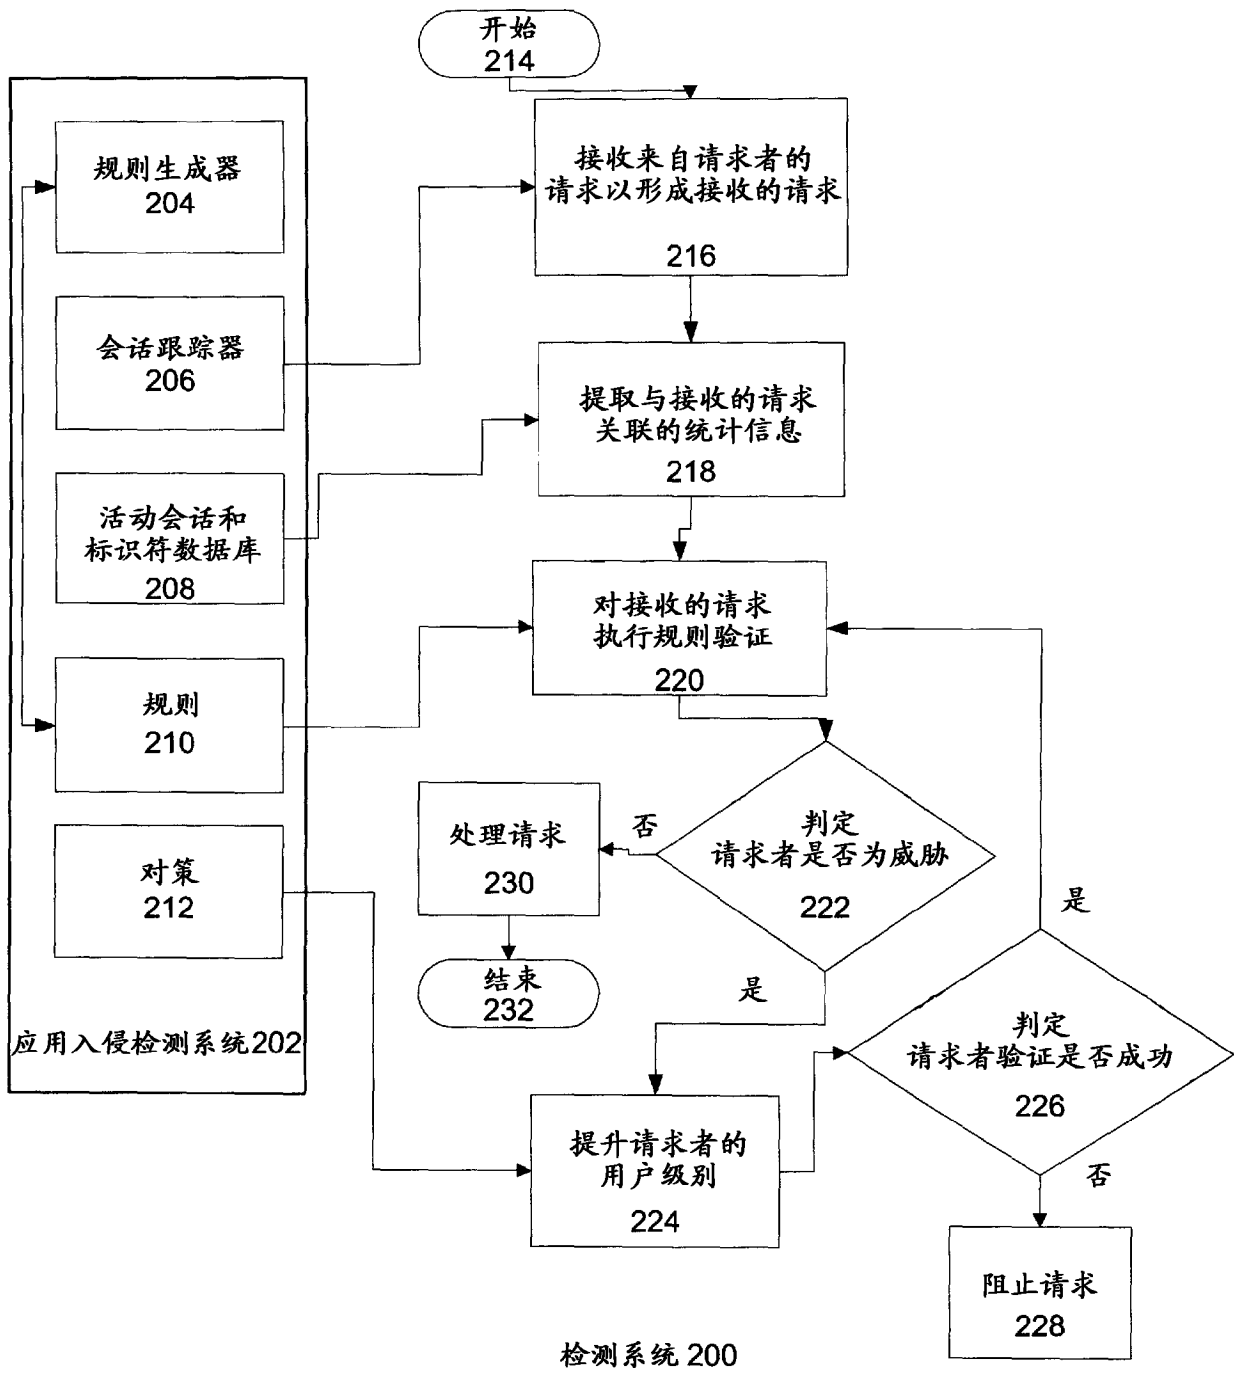 开始
214
接收来自请求者的
请求以形成接收的请求
216
规则生成器
204
会话跟踪器
206
提取与接收的请求
关联的统计信息
218
活动会话和
标识符数据库
208
对接收的请求
执行规则验证
220
规则
210
判定
请求者是否为威胁
222
否
是
处理请求
230
结束
232
对策
212
应用入侵检测系统202
提升请求者的
用户级别
224
判定
请求者验证是否成功
226
是
否
阻止请求
228
检测系统 200